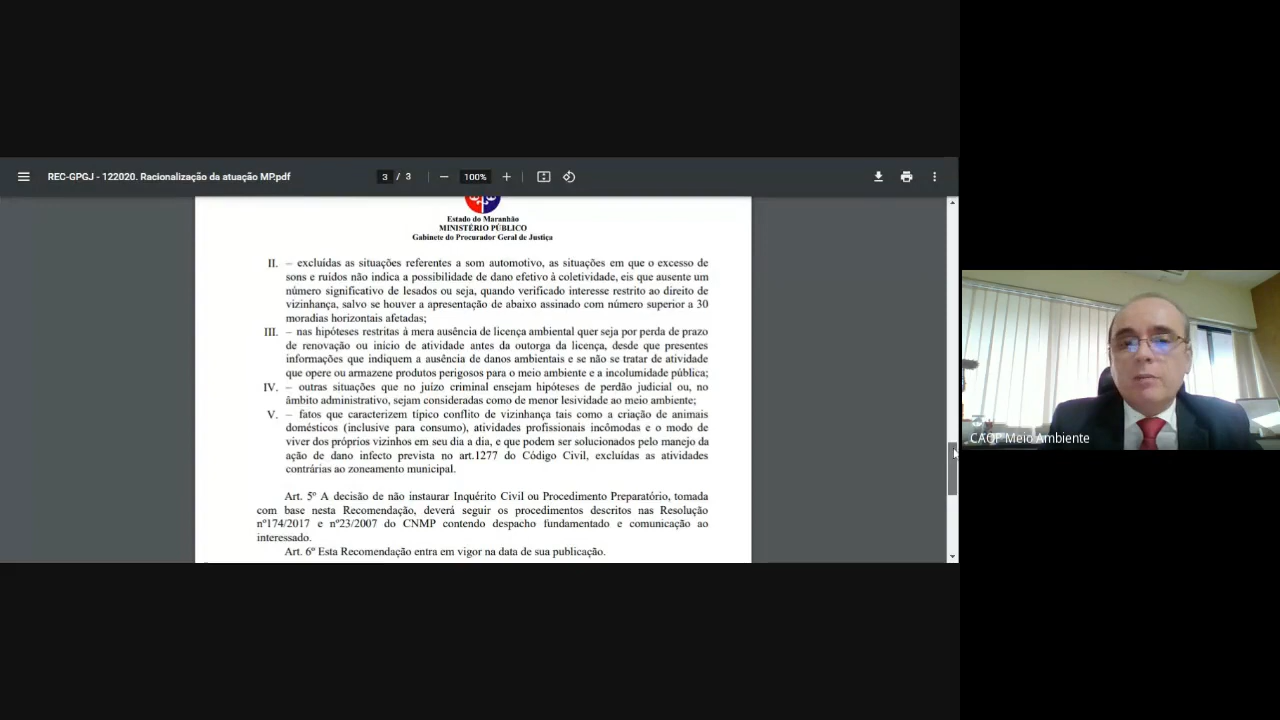 REC-GPGJ - 122020. Racionalização da atuação MP.pdf
3 / 3
100%
Estado do Maranhão
MINISTÉRIO PÚBLICO
Gabinete do Procurador Geral de Justiça
II. – excluídas as situações referentes a som automotivo, as situações em que o excesso de
sons e ruídos não indica a possibilidade de dano efetivo à coletividade, eis que ausente um
número significativo de lesados ou seja, quando verificado interesse restrito ao direito de
vizinhança, salvo se houver a apresentação de abaixo assinado com número superior a 30
moradias horizontais afetadas;
III. – nas hipóteses restritas à mera ausência de licença ambiental quer seja por perda de prazo
de renovação ou início de atividade antes da outorga da licença, desde que presentes
informações que indiquem a ausência de danos ambientais e se não se tratar de atividade
que opere ou armazene produtos perigosos para o meio ambiente e a incolumidade pública;
IV. – outras situações que no juízo criminal ensejam hipóteses de perdão judicial ou, no
âmbito administrativo, sejam consideradas como de menor lesividade ao meio ambiente;
V. – fatos que caracterizem típico conflito de vizinhança tais como a criação de animais
domésticos (inclusive para consumo), atividades profissionais incômodas e o modo de
viver dos próprios vizinhos em seu dia a dia, e que podem ser solucionados pelo manejo da
ação de dano infecto prevista no art.1277 do Código Civil, excluídas as atividades
contrárias ao zoneamento municipal.
Art. 5º A decisão de não instaurar Inquérito Civil ou Procedimento Preparatório, tomada
com base nesta Recomendação, deverá seguir os procedimentos descritos nas Resolução
nº174/2017 e nº23/2007 do CNMP contendo despacho fundamentado e comunicação ao
interessado.
Art. 6º Esta Recomendação entra em vigor na data de sua publicação.
CAOP Meio Ambiente